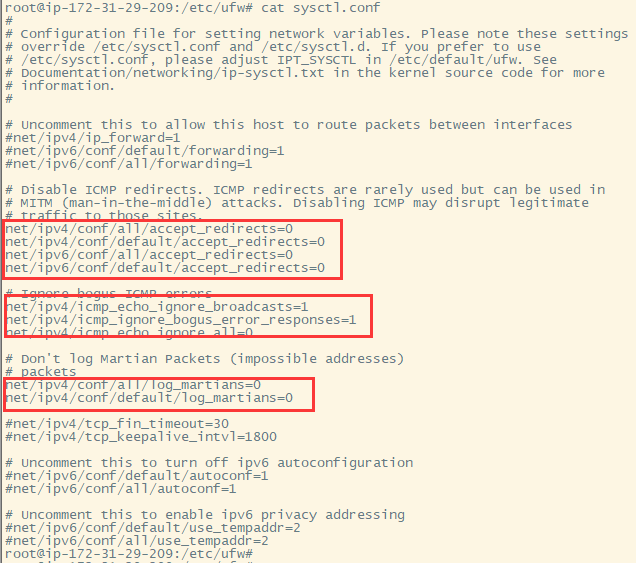 root@ip-172-31-29-209:/etc/ufw# cat sysctl.conf
#
# Configuration file for setting network variables. Please note these settings
# override /etc/sysctl.conf and /etc/sysctl.d. If you prefer to use
# /etc/sysctl.conf, please adjust IPT_SYSCTL in /etc/default/ufw. See
# Documentation/networking/ip-sysctl.txt in the kernel source code for more
# information.
#
# Uncomment this to allow this host to route packets between interfaces
#net/ipv4/ip_forward=1
#net/ipv6/conf/default/forwarding=1
#net/ipv6/conf/all/forwarding=1
# Disable ICMP redirects. ICMP redirects are rarely used but can be used in
# MITM (man-in-the-middle) attacks. Disabling ICMP may disrupt legitimate
# traffic to those sites.
net/ipv4/conf/all/accept_redirects=0
net/ipv4/conf/default/accept_redirects=0
net/ipv6/conf/all/accept_redirects=0
net/ipv6/conf/default/accept_redirects=0
# Ignore bogus ICMP errors
net/ipv4/icmp_echo_ignore_broadcasts=1
net/ipv4/icmp_ignore_bogus_error_responses=1
net/ipv4/icmp_echo_ignore_all=0
# Don't log Martian Packets (impossible addresses)
# packets
net/ipv4/conf/all/log_martians=0
net/ipv4/conf/default/log_martians=0
#net/ipv4/tcp_fin_timeout=30
#net/ipv4/tcp_keepalive_intvl=1800
# Uncomment this to turn off ipv6 autoconfiguration
#net/ipv6/conf/default/autoconf=1
#net/ipv6/conf/all/autoconf=1
# Uncomment this to enable ipv6 privacy addressing
#net/ipv6/conf/default/use_tempaddr=2
#net/ipv6/conf/all/use_tempaddr=2
root@ip-172-31-29-209:/etc/ufw#